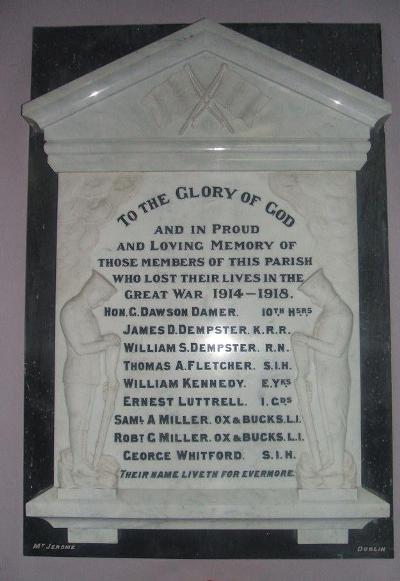 To the Glory of God
and in Proud
and Loving Memory of
those members of this Parish
who lost their lives in the
Great War 1914–1918.
Hon. G. Dawson Damer. 10TH HSRS
James D. Dempster. K.R.R.
William S. Dempster. R.N.
Thomas A. Fletcher. S.I.H.
William Kennedy. E.YKS
Ernest Luttrell. I.GDS
SamL. A Miller. Ox & Bucks. L.I.
RobT G Miller. Ox & Bucks. L.I.
George Whitford. S.I.H.
Their name liveth for evermore.
MT. Jerome Dublin